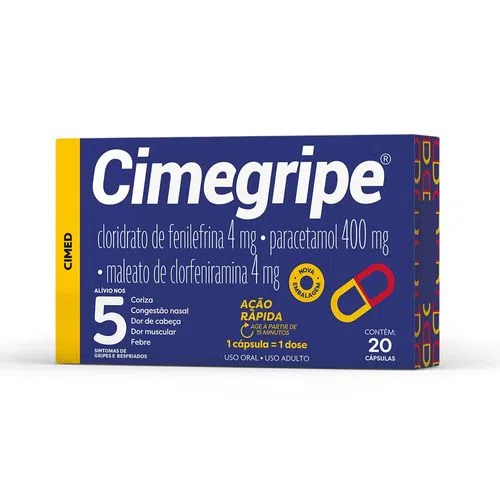 CIMED
Cimegripe®
cloridrato de fenilefrina 4 mg • paracetamol 400 mg
• maleato de clorfeniramina 4 mg
NOVA
EMBALAGEM
ALÍVIO NOS
5
SINTOMAS DE
GRIPES E RESFRIADOS
Coriza
Congestão nasal
Dor de cabeça
Dor muscular
Febre
AÇÃO
RÁPIDA
AGE A PARTIR DE
15 MINUTOS
1 cápsula = 1 dose
USO ORAL • USO ADULTO
CONTÉM:
20
CÁPSULAS